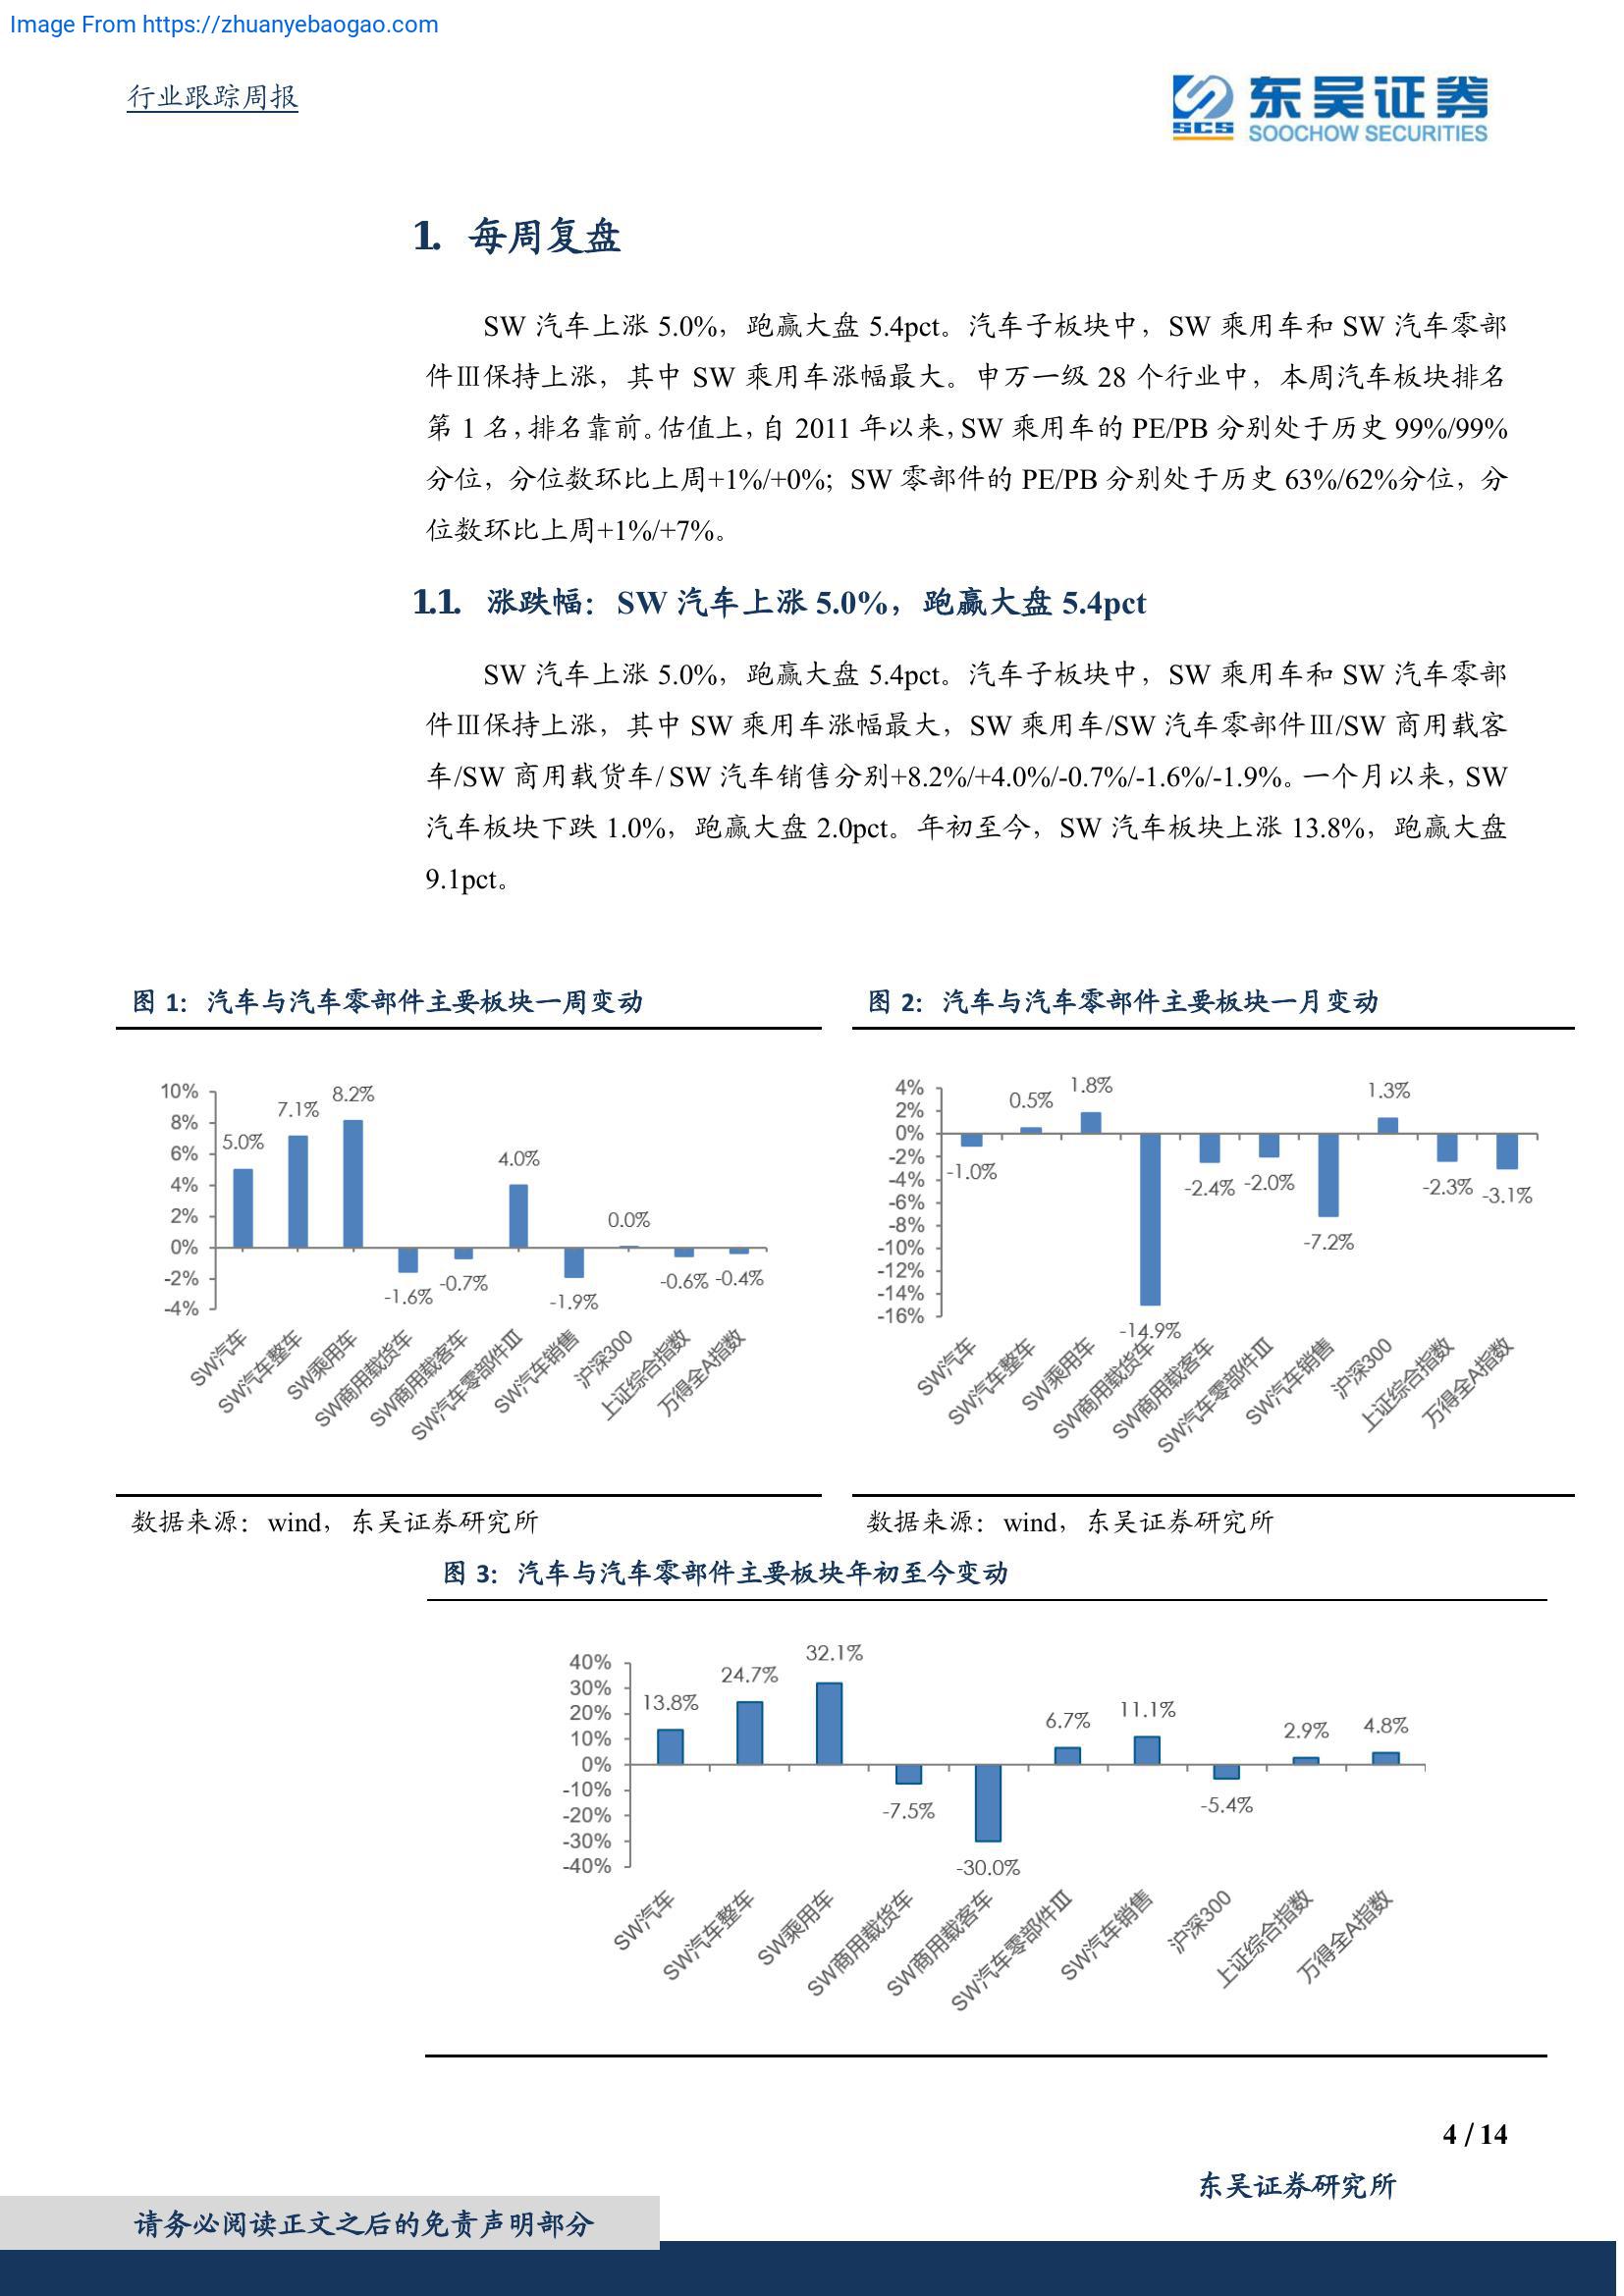 Image From https://zhuanyebaogao.com
行业跟踪周报
东吴证券
SCS
SOOCHOW SECURITIES
1. 每周复盘
SW 汽车上涨 5.0%，跑赢大盘 5.4pct。汽车子板块中，SW 乘用车和 SW 汽车零部
件Ⅲ保持上涨，其中 SW 乘用车涨幅最大。申万一级 28 个行业中，本周汽车板块排名
第 1 名，排名靠前。估值上，自 2011 年以来，SW 乘用车的 PE/PB 分别处于历史 99%/99%
分位，分位数环比上周+1%/+0%；SW 零部件的 PE/PB 分别处于历史 63%/62%分位，分
位数环比上周+1%/+7%。
1.1. 涨跌幅：SW 汽车上涨 5.0%，跑赢大盘 5.4pct
SW 汽车上涨 5.0%，跑赢大盘 5.4pct。汽车子板块中，SW 乘用车和 SW 汽车零部
件Ⅲ保持上涨，其中 SW 乘用车涨幅最大，SW 乘用车/SW 汽车零部件Ⅲ/SW 商用载客
车/SW 商用载货车/ SW 汽车销售分别+8.2%/+4.0%/-0.7%/-1.6%/-1.9%。一个月以来，SW
汽车板块下跌 1.0%，跑赢大盘 2.0pct。年初至今，SW 汽车板块上涨 13.8%，跑赢大盘
9.1pct。
图 1：汽车与汽车零部件主要板块一周变动
10%
8%
6%
4%
2%
0%
-2%
-4%
5.0%
7.1%
8.2%
-1.6%
-0.7%
4.0%
-1.9%
0.0%
-0.6%
-0.4%
SW汽车
SW汽车整车
SW乘用车
SW商用载货车
SW商用载客车
SW汽车零部件Ⅲ
SW汽车销售
沪深300
上证综合指数
万得全A指数
数据来源：wind，东吴证券研究所
图 2：汽车与汽车零部件主要板块一月变动
4%
2%
0%
-2%
-4%
-6%
-8%
-10%
-12%
-14%
-16%
-1.0%
0.5%
1.8%
-14.9%
-2.4%
-2.0%
-7.2%
1.3%
-2.3%
-3.1%
SW汽车
SW汽车整车
SW乘用车
SW商用载货车
SW商用载客车
SW汽车零部件Ⅲ
SW汽车销售
沪深300
上证综合指数
万得全A指数
数据来源：wind，东吴证券研究所
图 3：汽车与汽车零部件主要板块年初至今变动
40%
30%
20%
10%
0%
-10%
-20%
-30%
-40%
13.8%
24.7%
32.1%
-7.5%
-30.0%
6.7%
11.1%
-5.4%
2.9%
4.8%
SW汽车
SW汽车整车
SW乘用车
SW商用载货车
SW商用载客车
SW汽车零部件Ⅲ
SW汽车销售
沪深300
上证综合指数
万得全A指数
4 / 14
东吴证券研究所
请务必阅读正文之后的免责声明部分